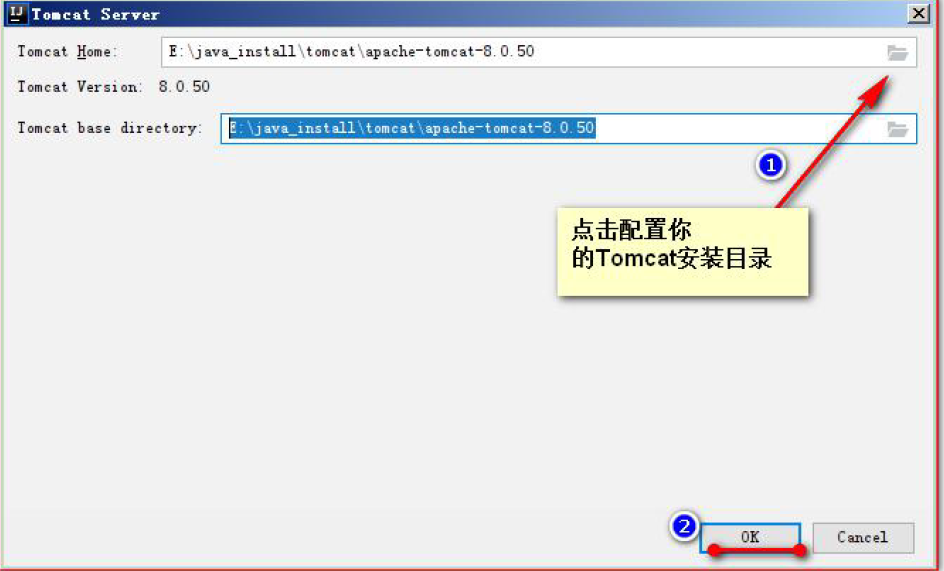 Tomcat Server
Tomcat Home: E:\java_install\tomcat\apache-tomcat-8.0.50
Tomcat Version: 8.0.50
Tomcat base directory: E:\java_install\tomcat\apache-tomcat-8.0.50
1
点击配置你
的Tomcat安装目录
2 OK Cancel